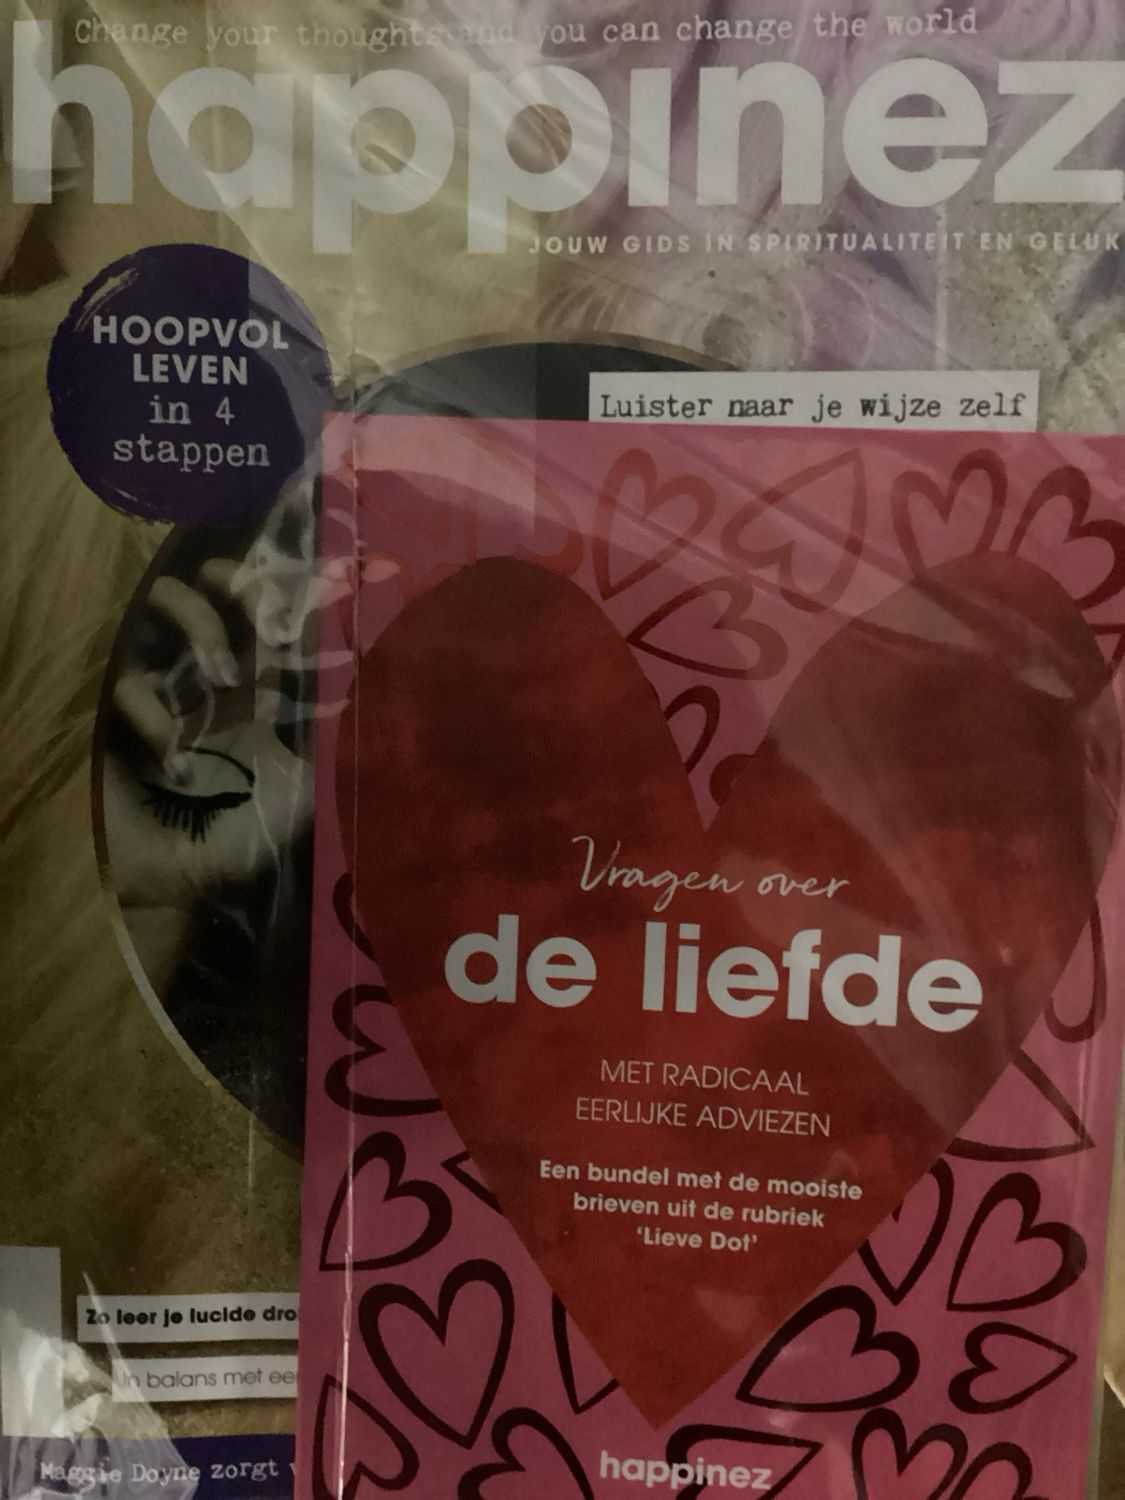 Change your thoughts and you can change the world
happinez
JOUW GIDS IN SPIRITUALITEIT EN GELUK
HOOPVOL
LEVEN
in 4
stappen
Luister naar je wijze zelf
Vragen over
de liefde
MET RADICAAL
EERLIJKE ADVIEZEN
Een bundel met de mooiste
brieven uit de rubriek
‘Lieve Dot’
Zo leer je lucide
In balans met
Maggie Doyne zorgt
happinez